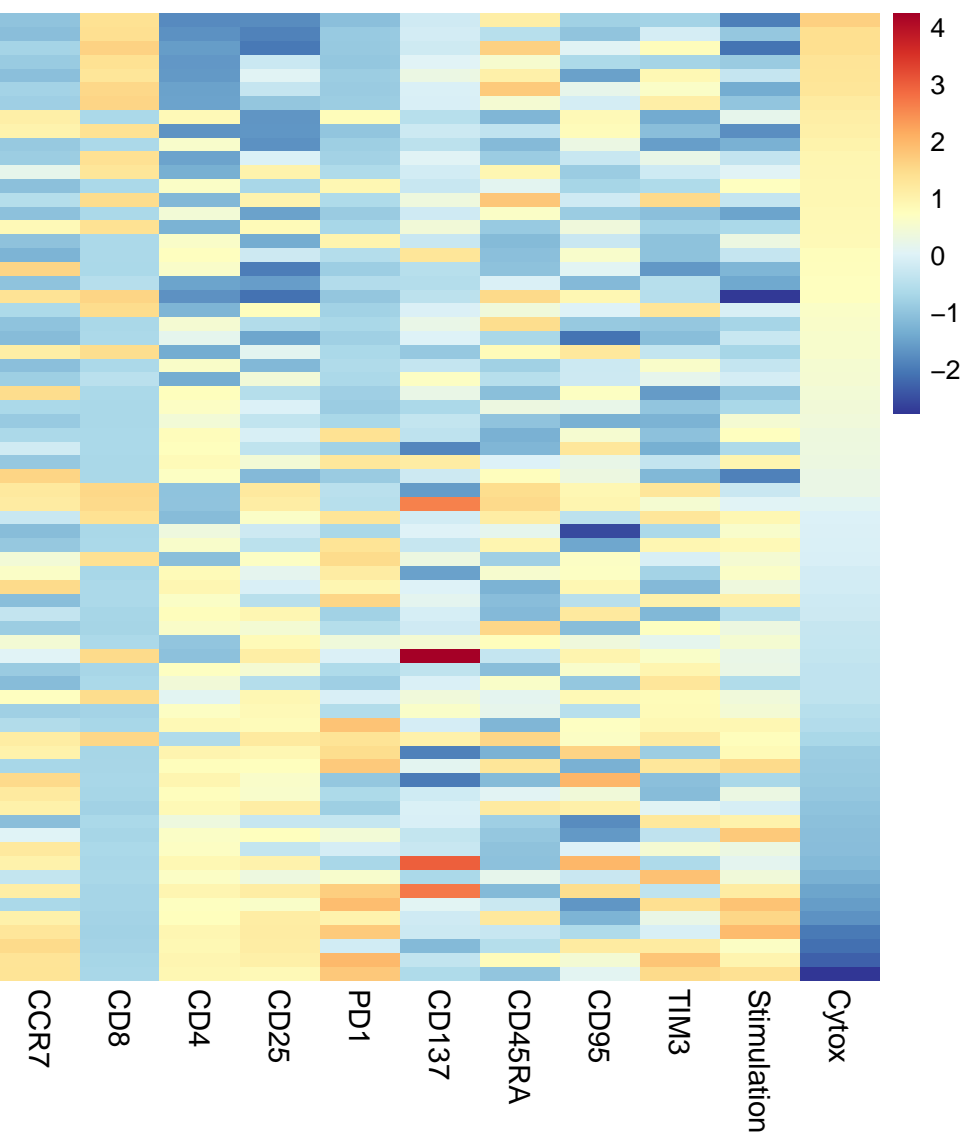 4
3
2
1
0
−1
−2
CCR7
CD8
CD4
CD25
PD1
CD137
CD45RA
CD95
TIM3
Stimulation
Cytox